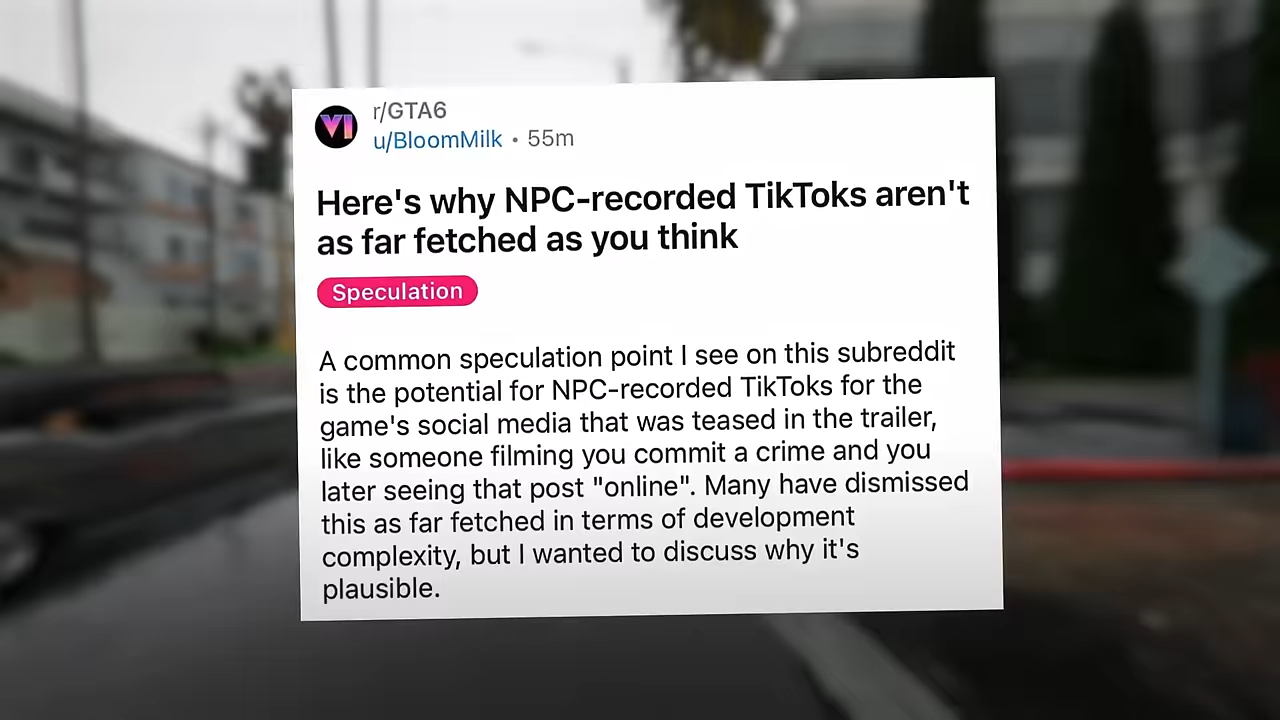 VI
r/GTA6
u/BloomMilk • 55m
Here's why NPC-recorded TikToks aren't
as far fetched as you think
Speculation
A common speculation point I see on this subreddit
is the potential for NPC-recorded TikToks for the
game's social media that was teased in the trailer,
like someone filming you commit a crime and you
later seeing that post "online". Many have dismissed
this as far fetched in terms of development
complexity, but I wanted to discuss why it's
plausible.